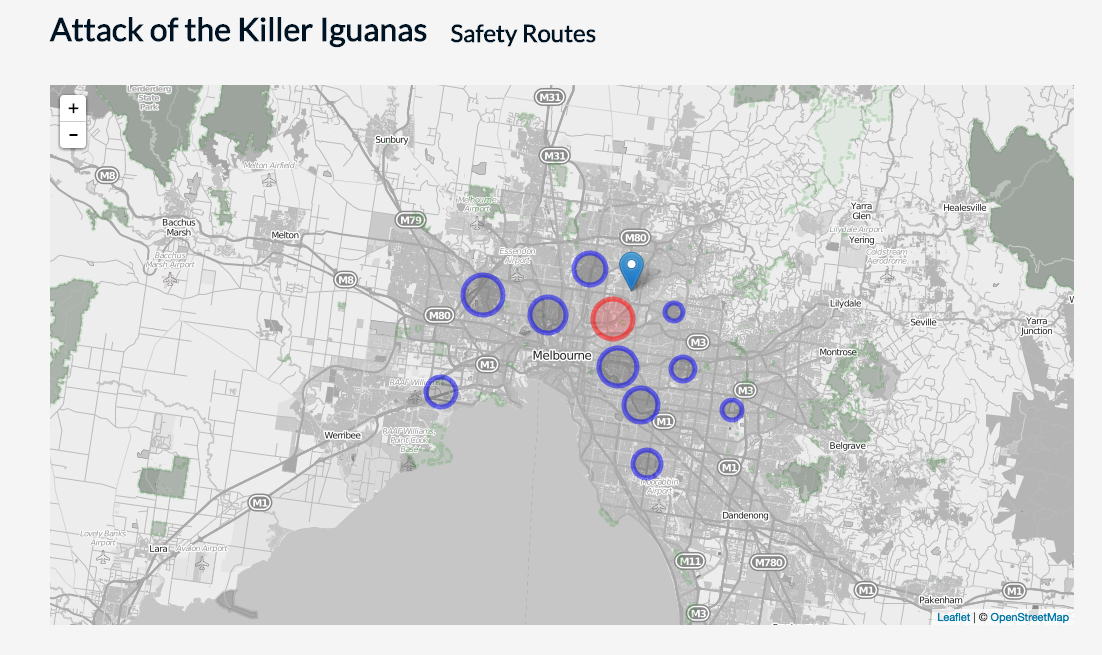 Attack of the Killer Iguanas Safety Routes
+
−
Lerderderg
State
Park
M31
Sunbury
M31
Melton Airfield
M8
Healesville
Melbourne
Airport
Yarra
Glen
M79
Bacchus
Marsh
Melton
M80
Lilydale Airport
Yering
Essendon
Airport
Bacchus
Marsh Airport
Coldstream
Aerodrome
M8
Lilydale
M80
Seville
Yarra
Junction
M3
Melbourne
Montrose
M1
M3
M1
Werribee
RAAF Williams
Point Cook
Base
Belgrave
M1
Moorabbin
Airport
M1
Dandenong
Lovely Banks
Airport
Lara
Avalon Airport
M11
M780
M1
M1
Pakenham
M3
Leaflet | © OpenStreetMap